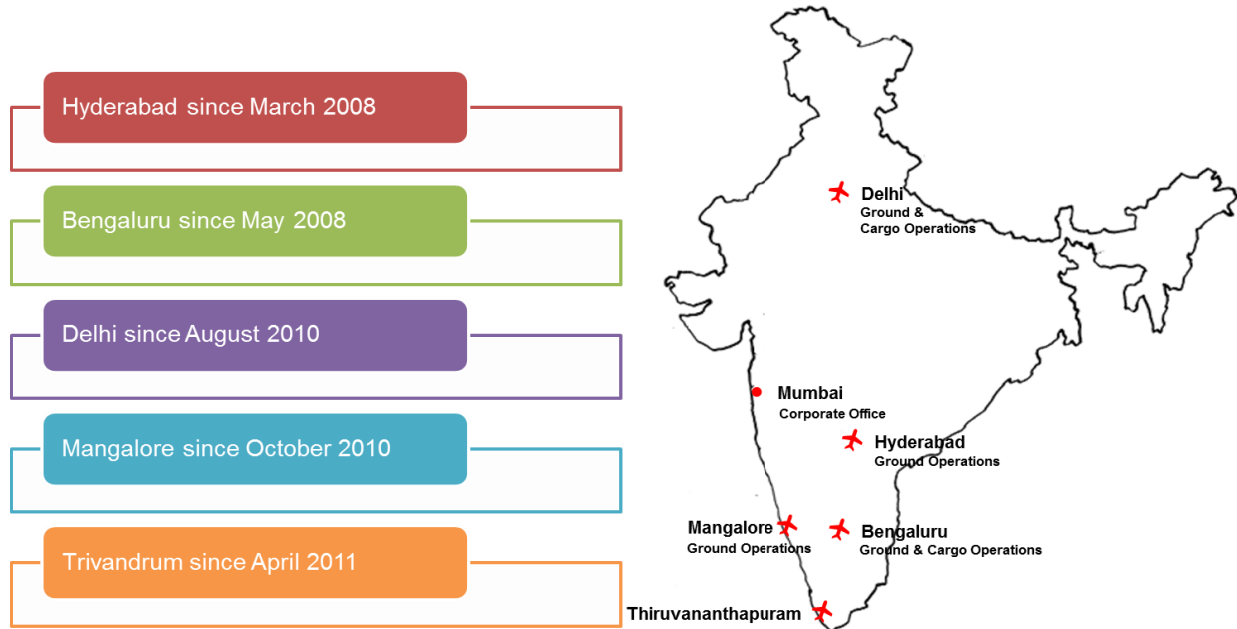 Hyderabad since March 2008
Bengaluru since May 2008
Delhi since August 2010
Mangalore since October 2010
Trivandrum since April 2011
Delhi
Ground &
Cargo Operations
Mumbai
Corporate Office
Hyderabad
Ground Operations
Mangalore
Ground Operations
Bengaluru
Ground & Cargo Operations
Thiruvananthapuram